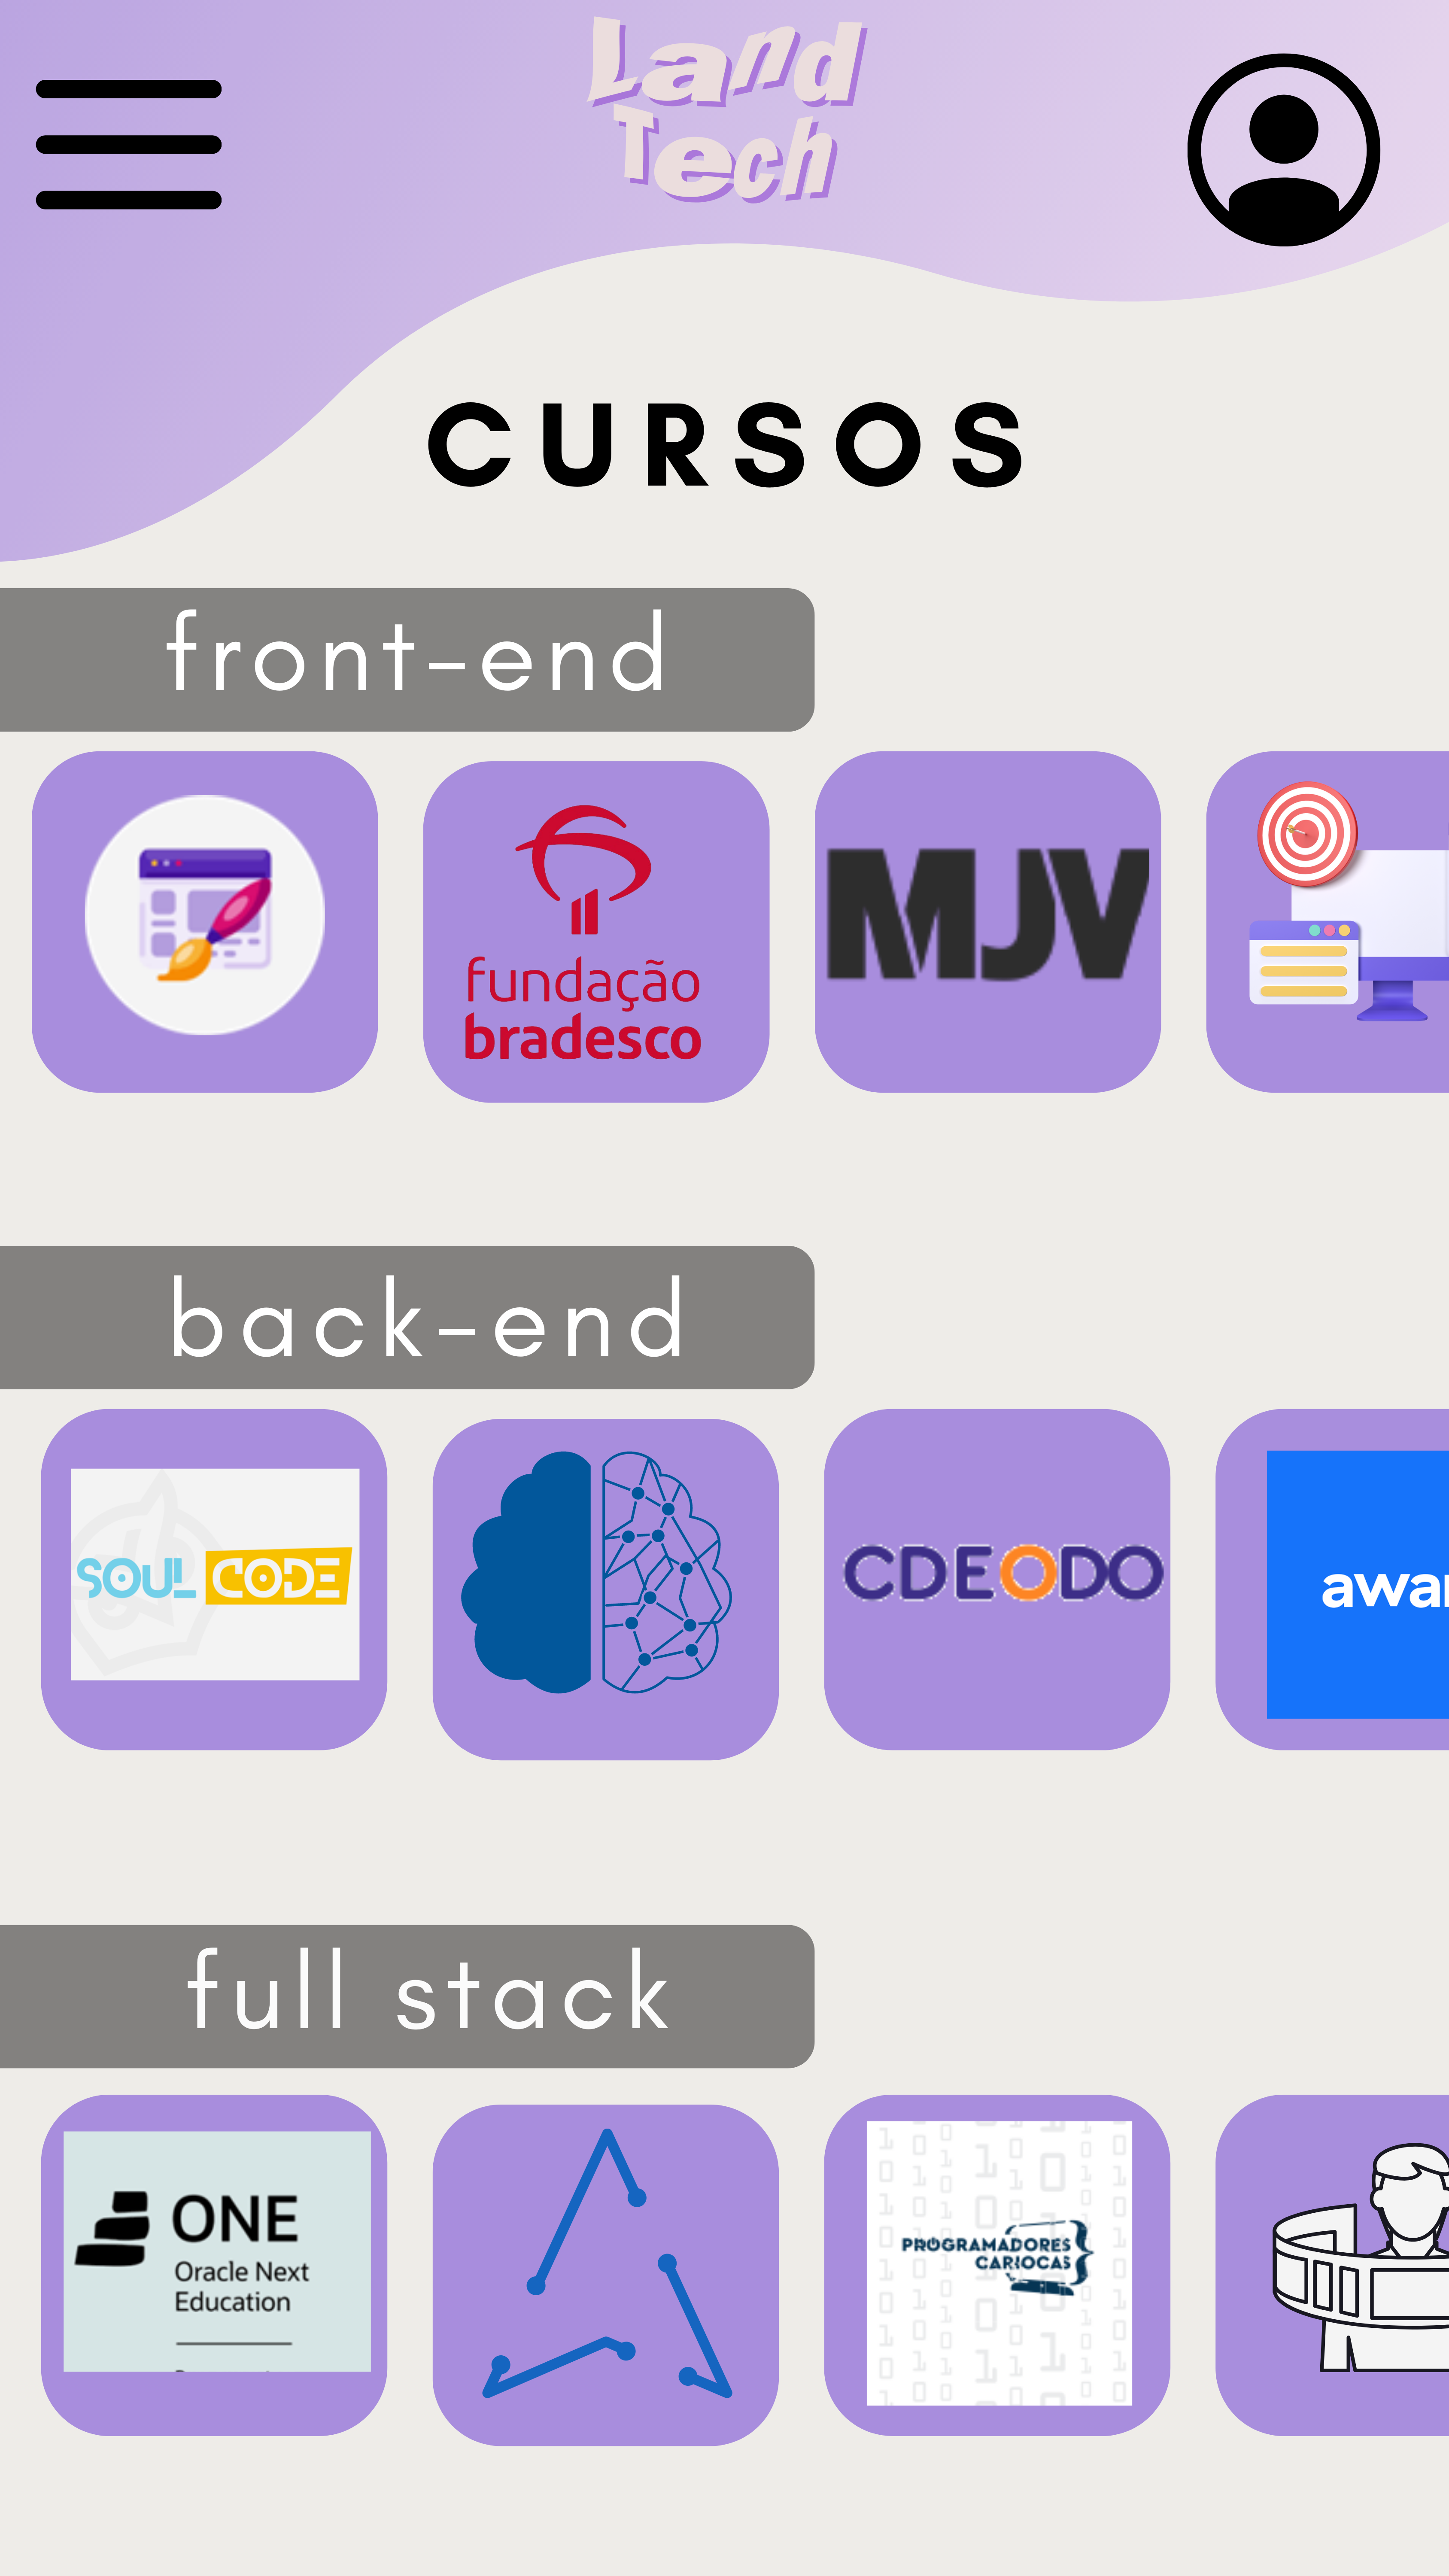 Land
Tech
CURSOS
front-end
fundação
bradesco
MJV
back-end
SOUL CODE
CDEODO
full stack
ONE
Oracle Next
Education
PROGRAMADORES
CARIOCAS